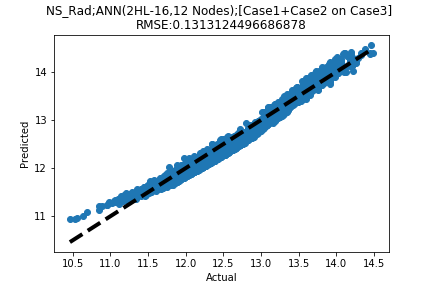 NS_Rad;ANN(2HL-16,12 Nodes);[Case1+Case2 on Case3]
RMSE:0.1313124496686878
14
13
12
11
Predicted
10.5 11.0 11.5 12.0 12.5 13.0 13.5 14.0 14.5
Actual